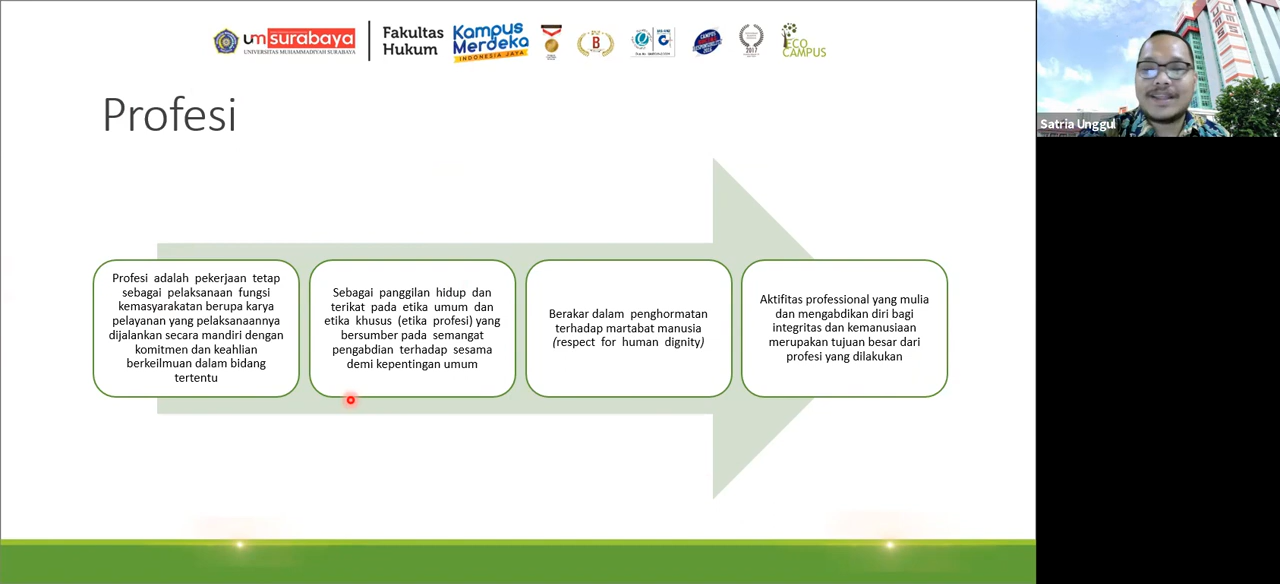 umsurabaya
UNIVERSITAS MUHAMMADIYAH SURABAYA
Fakultas
Hukum
Kampus
Merdeka
INDONESIA JAYA
B
2017
ECO
CAMPUS
Satria Unggul
Profesi
Profesi adalah pekerjaan tetap
sebagai pelaksanaan fungsi
kemasyarakatan berupa karya
pelayanan yang pelaksanaannya
dijalankan secara mandiri dengan
komitmen dan keahlian
berkeilmuan dalam bidang
tertentu
Sebagai panggilan hidup dan
terikat pada etika umum dan
etika khusus (etika profesi) yang
bersumber pada semangat
pengabdian terhadap sesama
demi kepentingan umum
Berakar dalam penghormatan
terhadap martabat manusia
(respect for human dignity)
Aktifitas professional yang mulia
dan mengabdikan diri bagi
integritas dan kemanusiaan
merupakan tujuan besar dari
profesi yang dilakukan